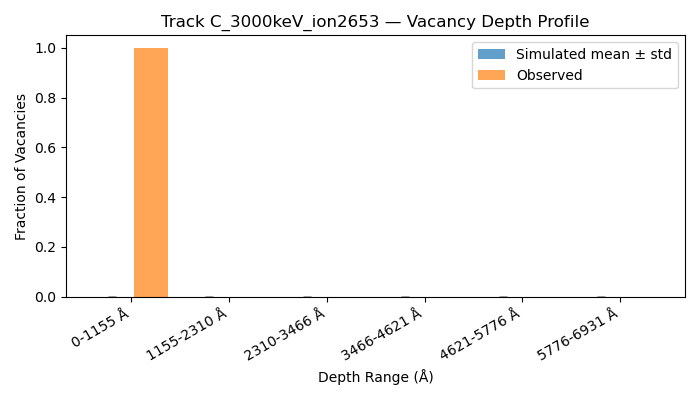 Track C_3000keV_ion2653 — Vacancy Depth Profile
Simulated mean ± std
Observed
Fraction of Vacancies
1.0
0.8
0.6
0.4
0.2
0.0
0-1155 Å
1155-2310 Å
2310-3466 Å
3466-4621 Å
4621-5776 Å
5776-6931 Å
Depth Range (Å)